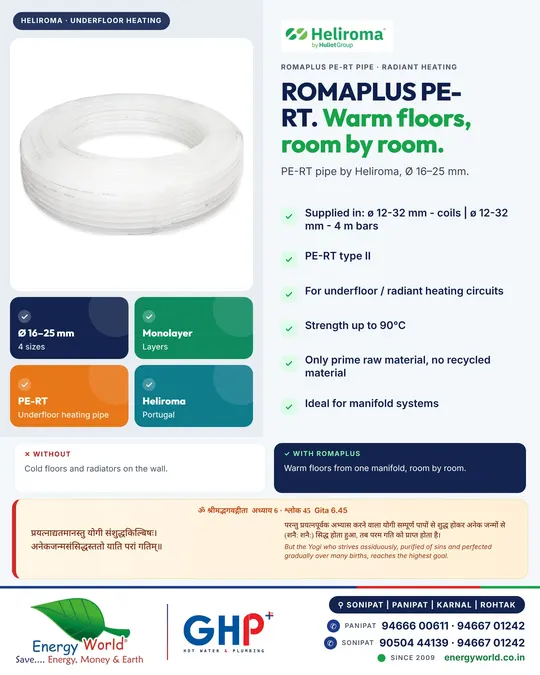 HELIROMA · UNDERFLOOR HEATING
Heliroma
by HuliotGroup
ROMAPLUS PE-RT PIPE · RADIANT HEATING
ROMAPLUS PE-
RT. Warm floors,
room by room.
PE-RT pipe by Heliroma, Ø 16–25 mm.
Supplied in: ø 12-32 mm - coils | ø 12-32
mm - 4 m bars
PE-RT type II
For underfloor / radiant heating circuits
Strength up to 90°C
Only prime raw material, no recycled
material
Ideal for manifold systems
Ø 16–25 mm
4 sizes
Monolayer
Layers
PE-RT
Underfloor heating pipe
Heliroma
Portugal
✕ WITHOUT
Cold floors and radiators on the wall.
✓ WITH ROMAPLUS
Warm floors from one manifold, room by room.
ॐ श्रीमद्भगवद्गीता अध्याय 6 · श्लोक 45 Gita 6.45
प्रयत्नाद्यतमानस्तु योगी संशुद्धकिल्बिषः।
अनेकजन्मसंसिद्धस्ततो याति परां गतिम्॥
परन्तु प्रयत्नपूर्वक अभ्यास करने वाला योगी सम्पूर्ण पापों से शुद्ध होकर अनेक जन्मों से
(शनै: शनै:) सिद्ध होता हुआ, तब परम गति को प्राप्त होता है।
But the Yogi who strives assiduously, purified of sins and perfected
gradually over many births, reaches the highest goal.
Energy World
Save.... Energy, Money & Earth
GHP+
HOT WATER & PLUMBING
SONIPAT | PANIPAT | KARNAL | ROHTAK
PANIPAT 94666 00611 · 94667 01242
SONIPAT 90504 44139 · 94667 01242
SINCE 2009 energyworld.co.in